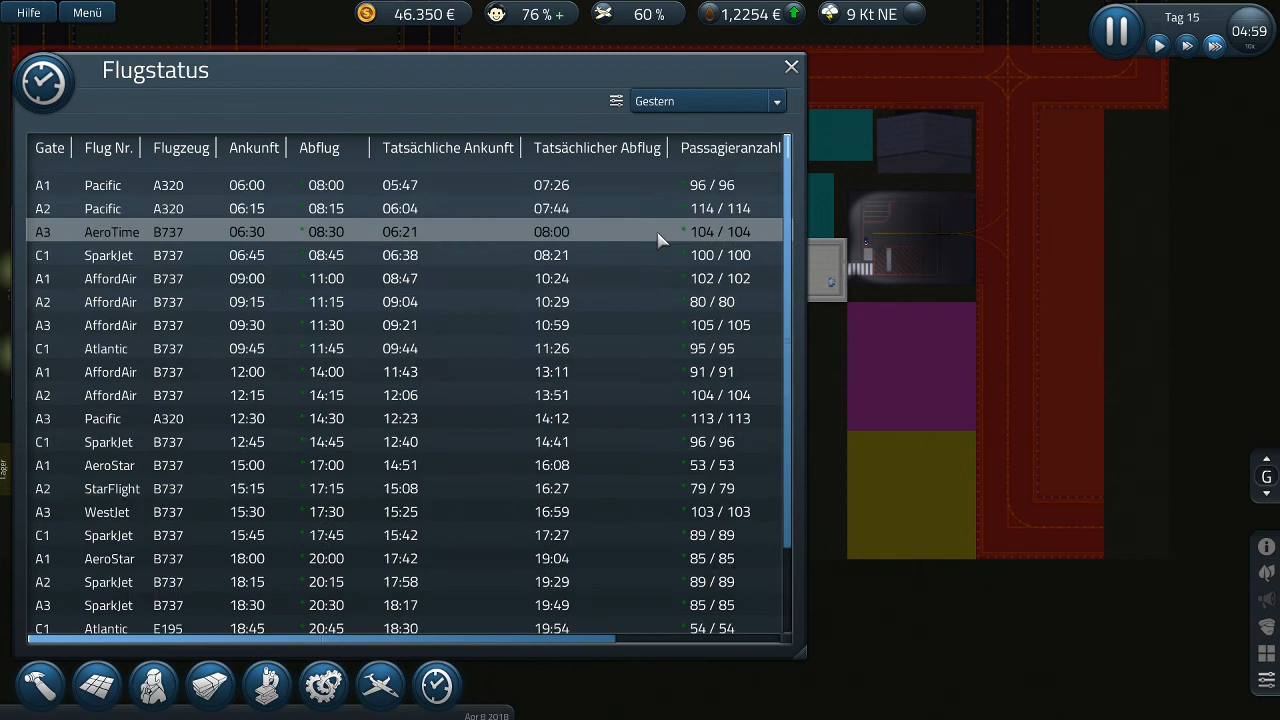 Hilfe Menü 46.350 € 76 % + 60 % 1,2254 € 9 Kt NE Tag 15 04:59
10x
Flugstatus
Gestern
Gate Flug Nr. Flugzeug Ankunft Abflug Tatsächliche Ankunft Tatsächlicher Abflug Passagieranzahl
A1 Pacific A320 06:00 08:00 05:47 07:26 96 / 96
A2 Pacific A320 06:15 08:15 06:04 07:44 114 / 114
A3 AeroTime B737 06:30 08:30 06:21 08:00 104 / 104
C1 SparkJet B737 06:45 08:45 06:38 08:21 100 / 100
A1 AffordAir B737 09:00 11:00 08:47 10:24 102 / 102
A2 AffordAir B737 09:15 11:15 09:04 10:29 80 / 80
A3 AffordAir B737 09:30 11:30 09:21 10:59 105 / 105
C1 Atlantic B737 09:45 11:45 09:44 11:26 95 / 95
A1 AffordAir B737 12:00 14:00 11:43 13:11 91 / 91
A2 AffordAir B737 12:15 14:15 12:06 13:51 104 / 104
A3 Pacific A320 12:30 14:30 12:23 14:12 113 / 113
C1 SparkJet B737 12:45 14:45 12:40 14:41 96 / 96
A1 AeroStar B737 15:00 17:00 14:51 16:08 53 / 53
A2 StarFlight B737 15:15 17:15 15:08 16:27 79 / 79
A3 WestJet B737 15:30 17:30 15:25 16:59 103 / 103
C1 SparkJet B737 15:45 17:45 15:42 17:27 89 / 89
A1 AeroStar B737 18:00 20:00 17:42 19:04 85 / 85
A2 SparkJet B737 18:15 20:15 17:58 19:29 89 / 89
A3 SparkJet B737 18:30 20:30 18:17 19:49 85 / 85
C1 Atlantic E195 18:45 20:45 18:30 19:54 54 / 54
Lager
G
Apr 8 2018